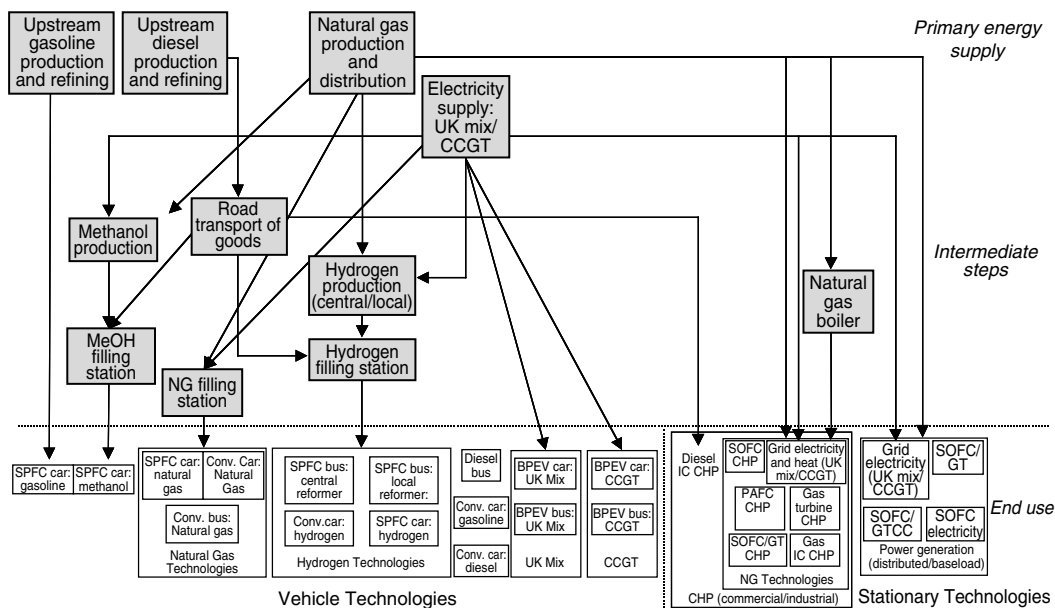 Upstream
gasoline
production
and refining
Upstream
diesel
production
and refining
Natural gas
production
and
distribution
Primary energy
supply
Electricity
supply:
UK mix/
CCGT
Methanol
production
Road
transport of
goods
Hydrogen
production
(central/local)
Intermediate
steps
Natural
gas
boiler
MeOH
filling
station
NG filling
station
Hydrogen
filling station
SPFC car:
gasoline
SPFC car:
methanol
SPFC car:
natural
gas
Conv. Car:
Natural
Gas
Conv. bus:
Natural gas
Natural Gas
Technologies
SPFC bus:
central
reformer
SPFC bus:
local
reformer:
Conv.car:
hydrogen
SPFC car:
hydrogen
Hydrogen Technologies
Diesel
bus
Conv. car:
gasoline
Conv. car:
diesel
BPEV car:
UK Mix
BPEV bus:
UK Mix
UK Mix
BPEV car:
CCGT
BPEV bus:
CCGT
CCGT
Vehicle Technologies
Diesel
IC CHP
SOFC
CHP
Grid electricity
and heat (UK
mix/CCGT)
PAFC
CHP
Gas
turbine
CHP
SOFC/GT
CHP
Gas
IC CHP
NG Technologies
CHP (commercial/industrial)
Grid
electricity
(UK mix/
CCGT)
SOFC/
GT
SOFC/
GTCC
SOFC
electricity
Power generation
(distributed/baseload)
End use
Stationary Technologies